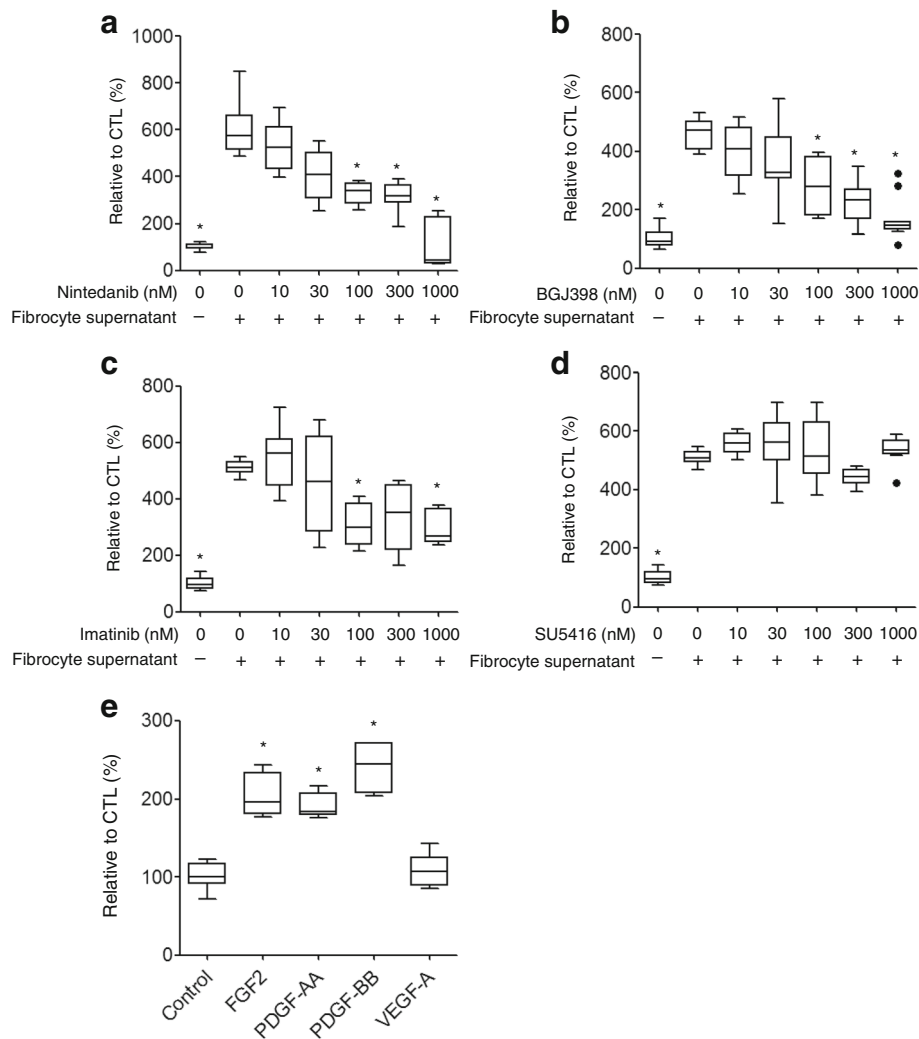 a
Relative to CTL (%)
1000
800
600
400
200
0
*
*
*
*
Nintedanib (nM) 0 0 10 30 100 300 1000
Fibrocyte supernatant − + + + + + +
b
Relative to CTL (%)
800
600
400
200
0
*
*
*
*
BGJ398 (nM) 0 0 10 30 100 300 1000
Fibrocyte supernatant − + + + + + +
c
Relative to CTL (%)
800
600
400
200
0
*
*
*
Imatinib (nM) 0 0 10 30 100 300 1000
Fibrocyte supernatant − + + + + + +
d
Relative to CTL (%)
800
600
400
200
0
*
SU5416 (nM) 0 0 10 30 100 300 1000
Fibrocyte supernatant − + + + + + +
e
Relative to CTL (%)
300
200
100
0
*
*
*
Control
FGF2
PDGF-AA
PDGF-BB
VEGF-A